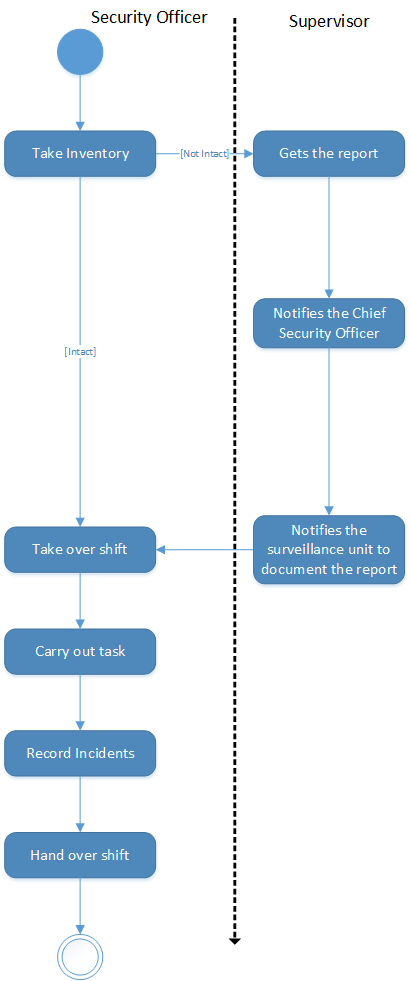 Security Officer
Supervisor
Take Inventory
[Not Intact]
Gets the report
Notifies the Chief
Security Officer
[Intact]
Take over shift
Notifies the
surveillance unit to
document the report
Carry out task
Record Incidents
Hand over shift